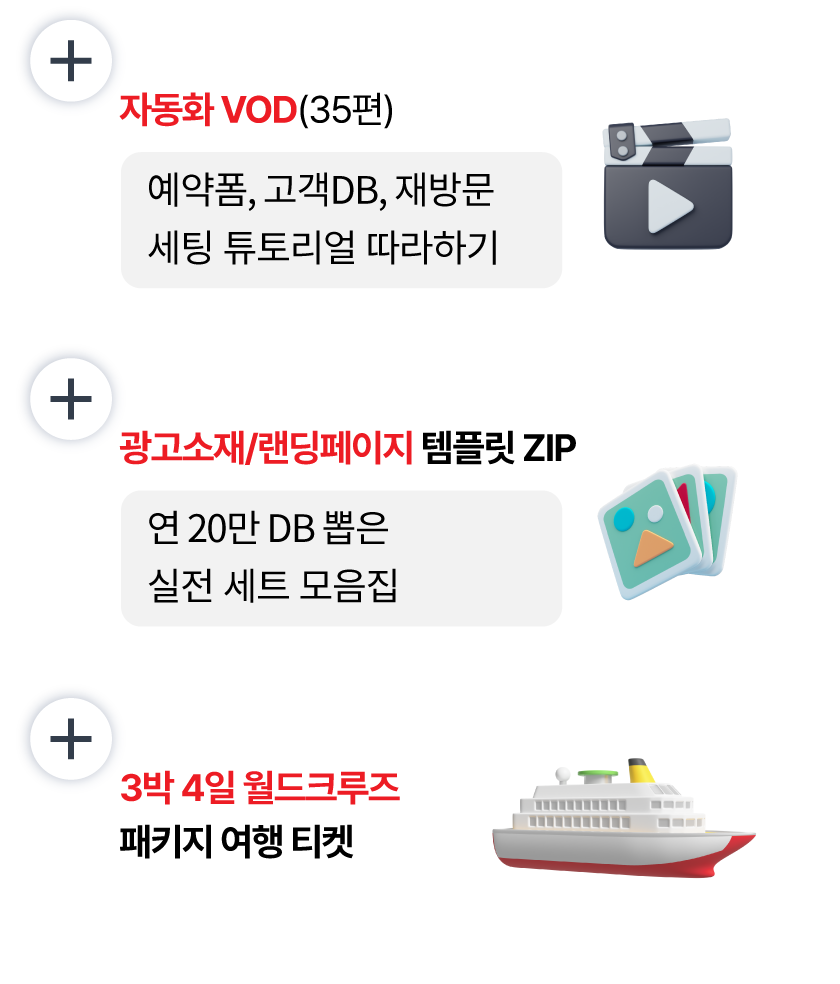 자동화 VOD(35편)
예약폼, 고객DB, 재방문
세팅 튜토리얼 따라하기
광고소재/랜딩페이지 템플릿 ZIP
연 20만 DB 뽑은
실전 세트 모음집
3박 4일 월드크루즈
패키지 여행 티켓